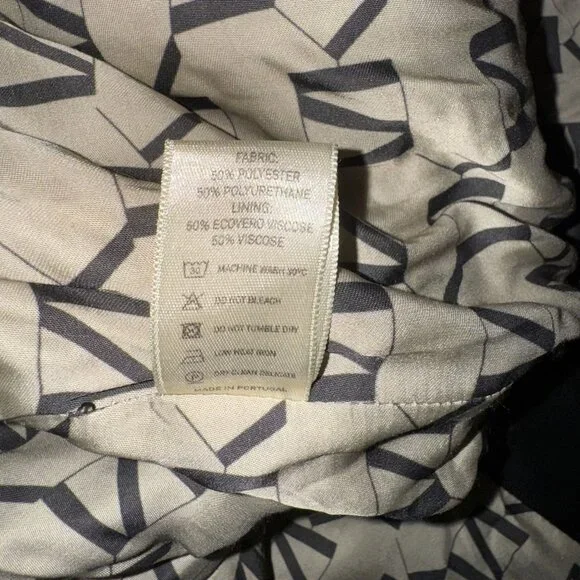 FABRIC:
50% POLYESTER
50% POLYURETHANE
LINING:
50% ECOVERO VISCOSE
50% VISCOSE
30
MACHINE WASH 30ºC
DO NOT BLEACH
DO NOT TUMBLE DRY
LOW HEAT IRON
P
DRY-CLEAN DELICATE
MADE IN PORTUGAL